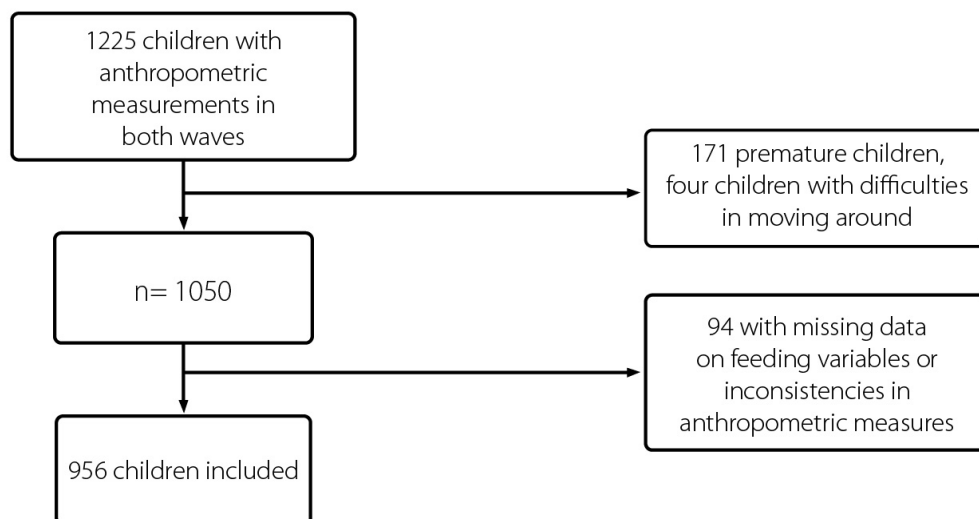 1225 children with
anthropometric
measurements in
both waves
171 premature children,
four children with difficulties
in moving around
n= 1050
94 with missing data
on feeding variables or
inconsistencies in
anthropometric measures
956 children included